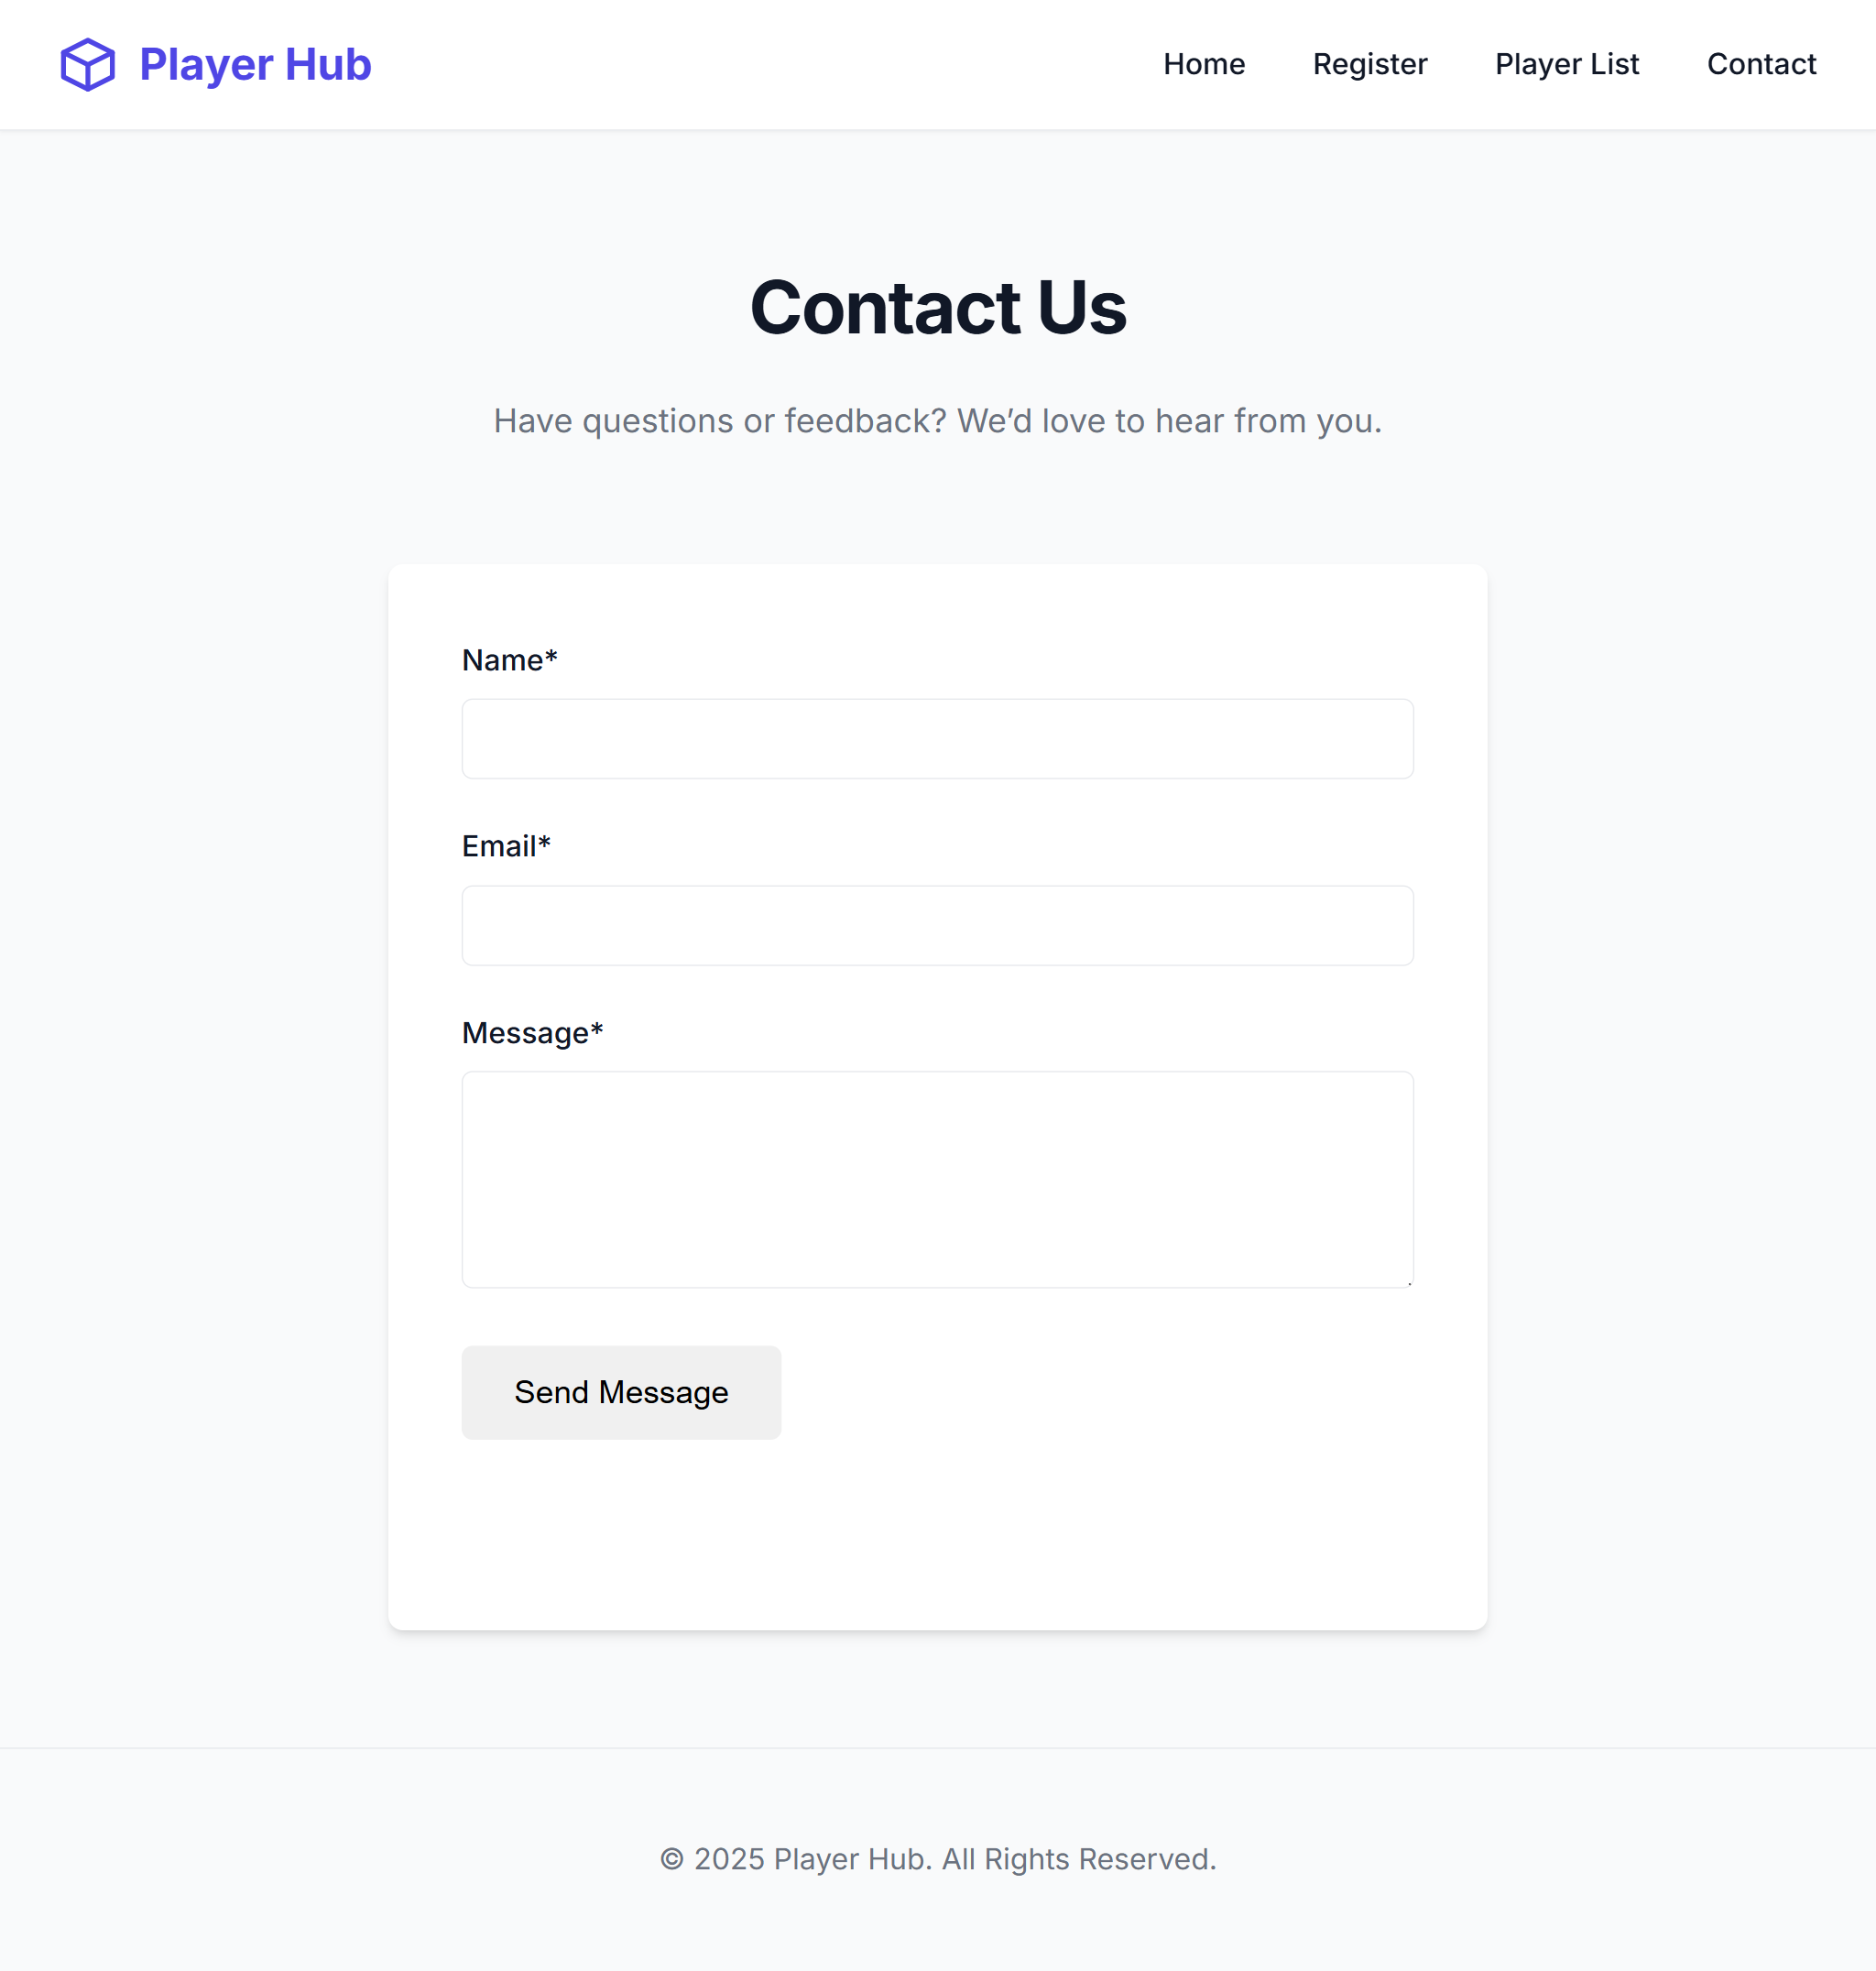 Player Hub
Home Register Player List Contact
Contact Us
Have questions or feedback? We’d love to hear from you.
Name*
Email*
Message*
Send Message
© 2025 Player Hub. All Rights Reserved.